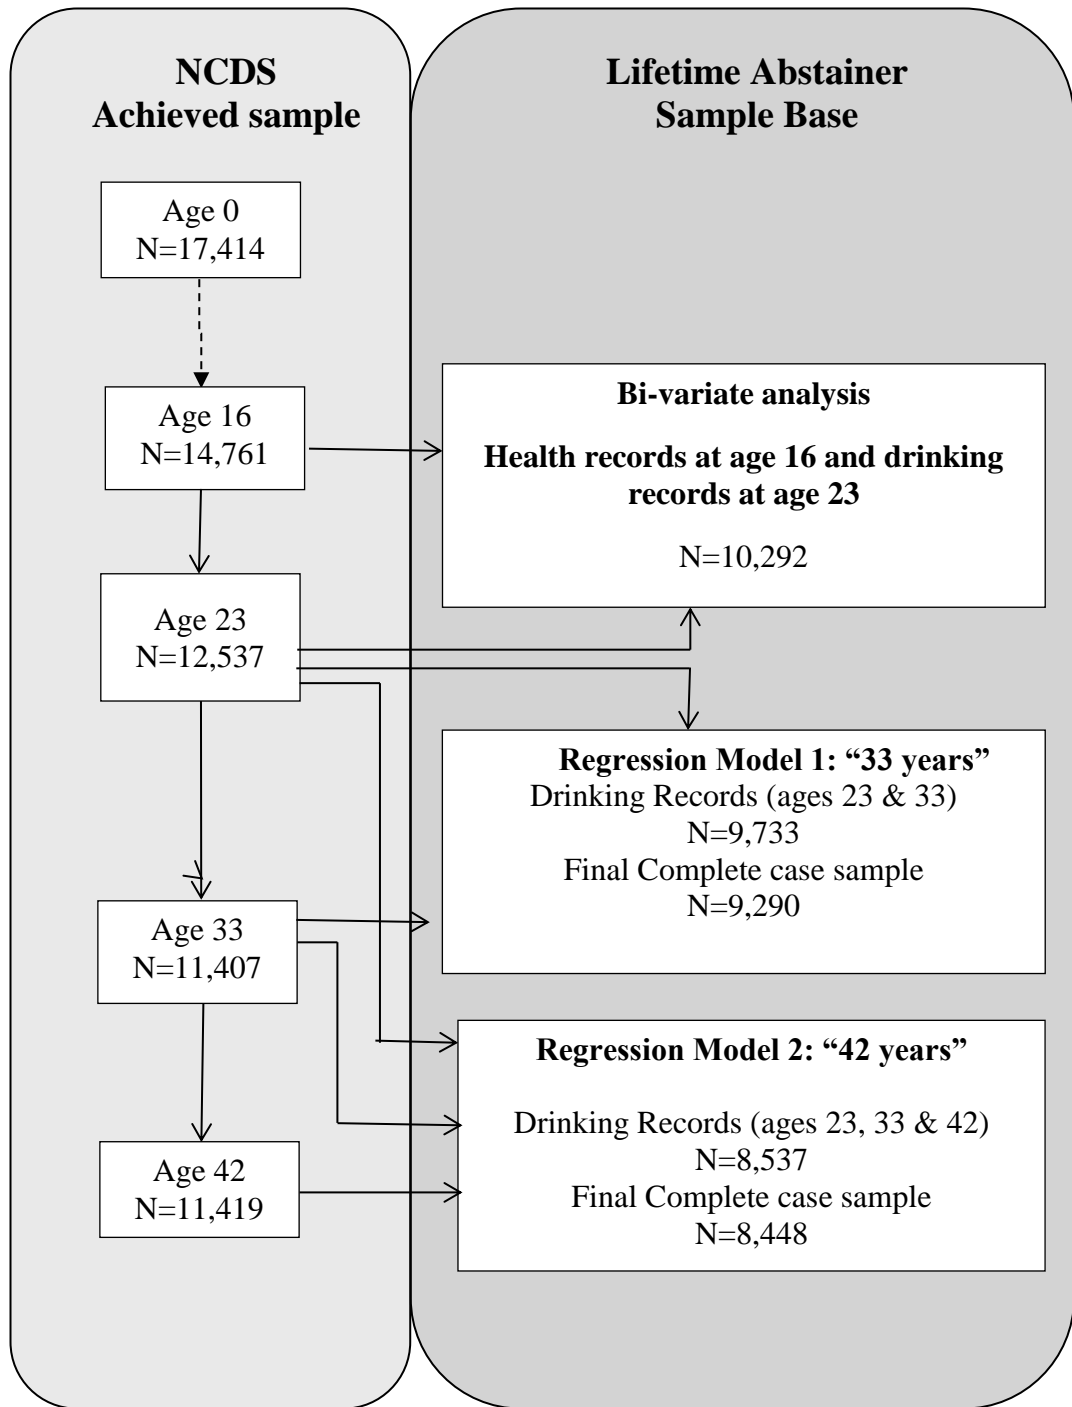 NCDS
Achieved sample
Age 0
N=17,414
Age 16
N=14,761
Age 23
N=12,537
Age 33
N=11,407
Age 42
N=11,419
Lifetime Abstainer
Sample Base
Bi-variate analysis
Health records at age 16 and drinking
records at age 23
N=10,292
Regression Model 1: “33 years”
Drinking Records (ages 23 & 33)
N=9,733
Final Complete case sample
N=9,290
Regression Model 2: “42 years”
Drinking Records (ages 23, 33 & 42)
N=8,537
Final Complete case sample
N=8,448